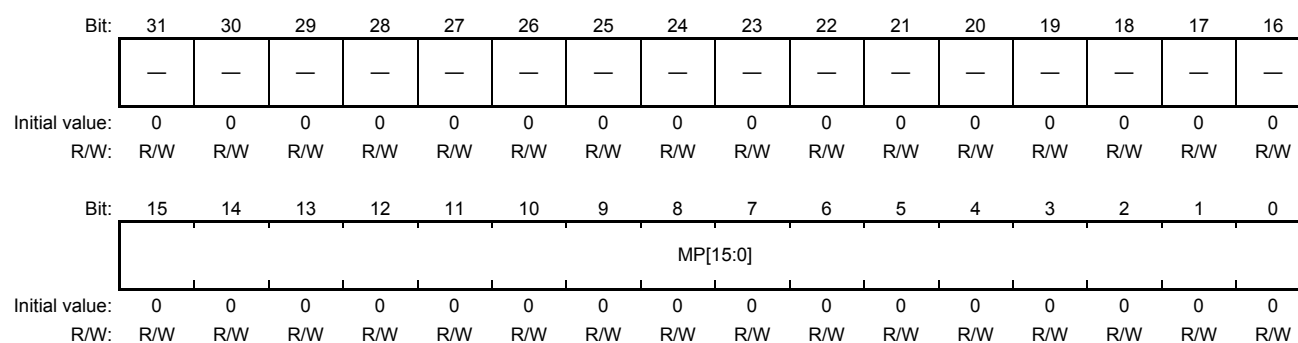 Bit: 31 30 29 28 27 26 25 24 23 22 21 20 19 18 17 16
— — — — — — — — — — — — — — — —
Initial value: 0 0 0 0 0 0 0 0 0 0 0 0 0 0 0 0
R/W: R/W R/W R/W R/W R/W R/W R/W R/W R/W R/W R/W R/W R/W R/W R/W R/W
Bit: 15 14 13 12 11 10 9 8 7 6 5 4 3 2 1 0
MP[15:0]
Initial value: 0 0 0 0 0 0 0 0 0 0 0 0 0 0 0 0
R/W: R/W R/W R/W R/W R/W R/W R/W R/W R/W R/W R/W R/W R/W R/W R/W R/W